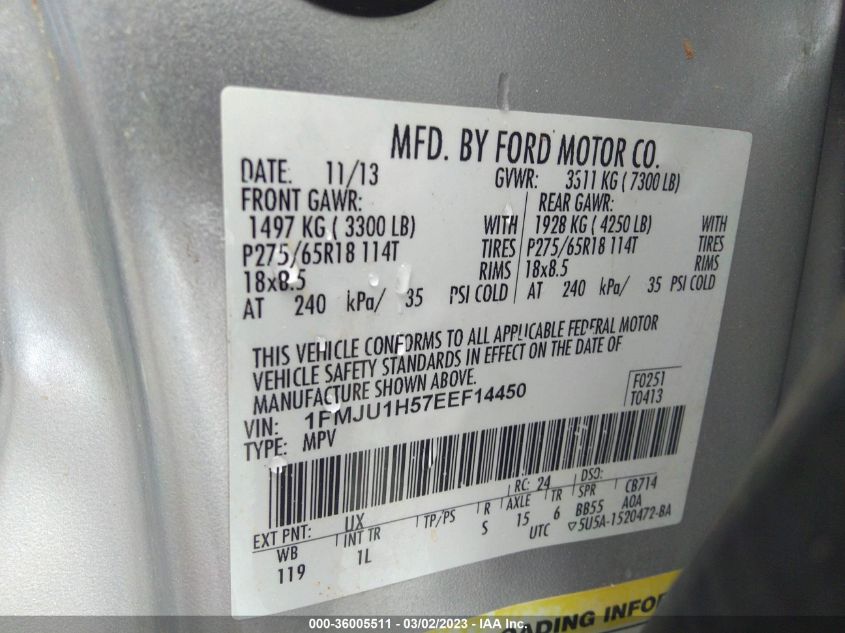 MFD. BY FORD MOTOR CO.
DATE: 11/13 GVWR: 3311 KG ( 7300 LB)
FRONT GAWR: REAR GAWR:
1497 KG ( 3300 LB) WITH 1928 KG ( 4250 LB) WITH
P275/65R18 114T TIRES P275/65R18 114T TIRES
18x8.5 RIMS 18x8.5 RIMS
AT 240 kPa/ 35 PSI COLD AT 240 kPa/ 35 PSI COLD
THIS VEHICLE CONFORMS TO ALL APPLICABLE FEDERAL MOTOR
VEHICLE SAFETY STANDARDS IN EFFECT ON THE DATE OF
MANUFACTURE SHOWN ABOVE.
VIN: 1FMJU1H57EEF14450 F0251
TYPE: MPV T0413
RC: 24 DSO:
EXT PNT: UX TP/PS R AXLE TR SPR CB714
WB INT TR S 15 6 BB55 A0A
119 1L UTC ▽5U5A-1520472-BA
OADING INFO
000-36005511 - 03/02/2023 - IAA Inc.